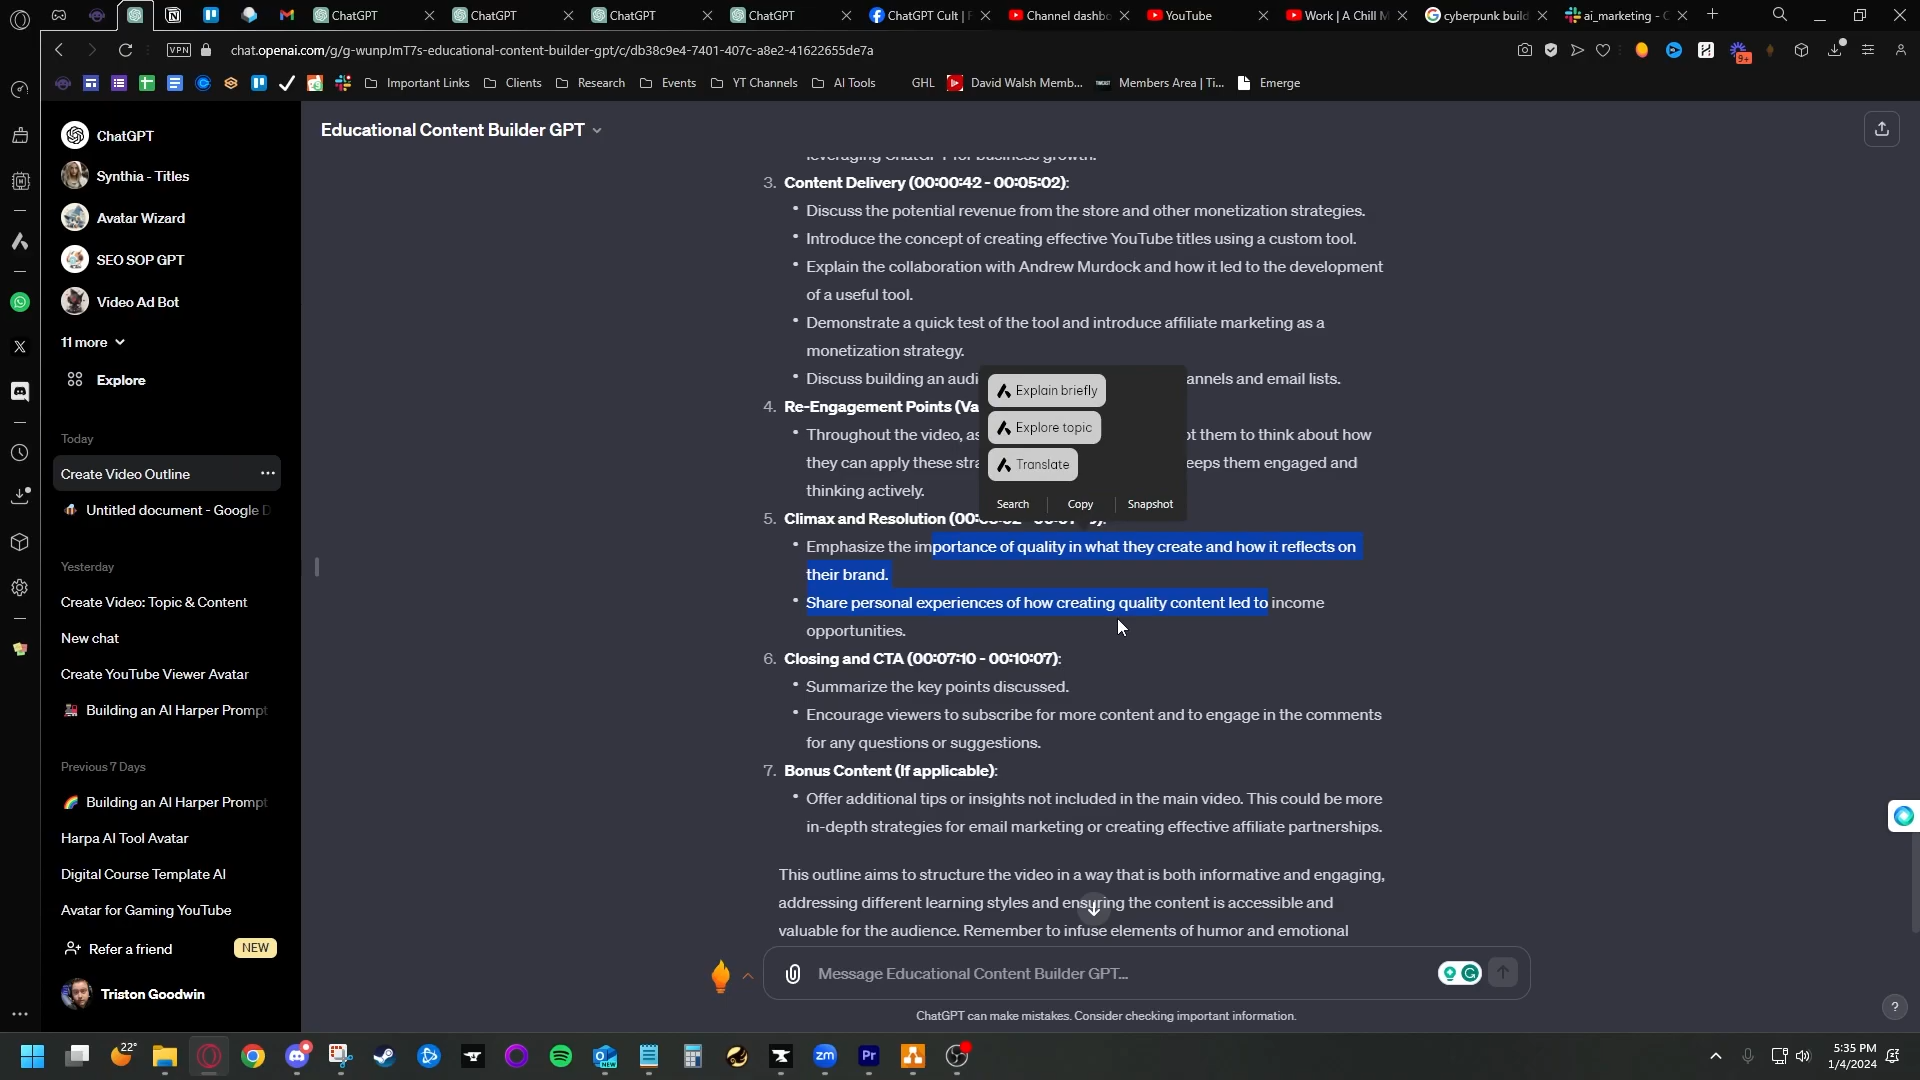 ChatGPT
ChatGPT
ChatGPT
ChatGPT
ChatGPT Cult | F
Channel dashbo
YouTube
Work | A Chill M
cyberpunk build
ai_marketing - C
VPN
chat.openai.com/g/g-wunpJmT7s-educational-content-builder-gpt/c/db38c9e4-7401-407c-a8e2-41622655de7a
9+
Important Links
Clients
Research
Events
YT Channels
AI Tools
GHL
David Walsh Memb...
Members Area | Ti...
Emerge
ChatGPT
Synthia - Titles
Avatar Wizard
SEO SOP GPT
Video Ad Bot
11 more
Explore
Today
Create Video Outline
Untitled document - Google D
Yesterday
Create Video: Topic & Content
New chat
Create YouTube Viewer Avatar
Building an AI Harper Prompt
Previous 7 Days
Building an AI Harper Prompt
Harpa AI Tool Avatar
Digital Course Template AI
Avatar for Gaming YouTube
Refer a friend
NEW
Triston Goodwin
Educational Content Builder GPT
leveraging ChatGPT for business growth.
3. Content Delivery (00:00:42 - 00:05:02):
• Discuss the potential revenue from the store and other monetization strategies.
• Introduce the concept of creating effective YouTube titles using a custom tool.
• Explain the collaboration with Andrew Murdock and how it led to the development
of a useful tool.
• Demonstrate a quick test of the tool and introduce affiliate marketing as a
monetization strategy.
• Discuss building an audi
annels and email lists.
4. Re-Engagement Points (Va
• Throughout the video, as
pt them to think about how
they can apply these stra
eeps them engaged and
thinking actively.
Explain briefly
Explore topic
Translate
Search
Copy
Snapshot
5. Climax and Resolution (00:
• Emphasize the importance of quality in what they create and how it reflects on
their brand.
• Share personal experiences of how creating quality content led to income
opportunities.
6. Closing and CTA (00:07:10 - 00:10:07):
• Summarize the key points discussed.
• Encourage viewers to subscribe for more content and to engage in the comments
for any questions or suggestions.
7. Bonus Content (If applicable):
• Offer additional tips or insights not included in the main video. This could be more
in-depth strategies for email marketing or creating effective affiliate partnerships.
This outline aims to structure the video in a way that is both informative and engaging,
addressing different learning styles and ensuring the content is accessible and
valuable for the audience. Remember to infuse elements of humor and emotional
Message Educational Content Builder GPT...
ChatGPT can make mistakes. Consider checking important information.
?
22°
NEW
zm
Pr
5:35 PM
1/4/2024